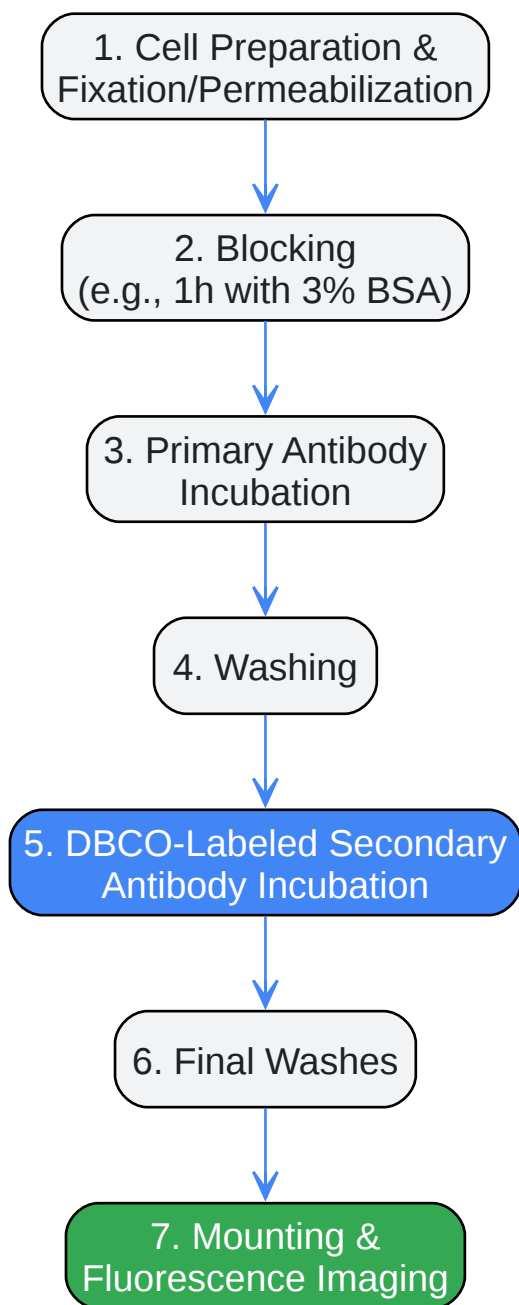 1. Cell Preparation &
Fixation/Permeabilization
2. Blocking
(e.g., 1h with 3% BSA)
3. Primary Antibody
Incubation
4. Washing
5. DBCO-Labeled Secondary
Antibody Incubation
6. Final Washes
7. Mounting &
Fluorescence Imaging